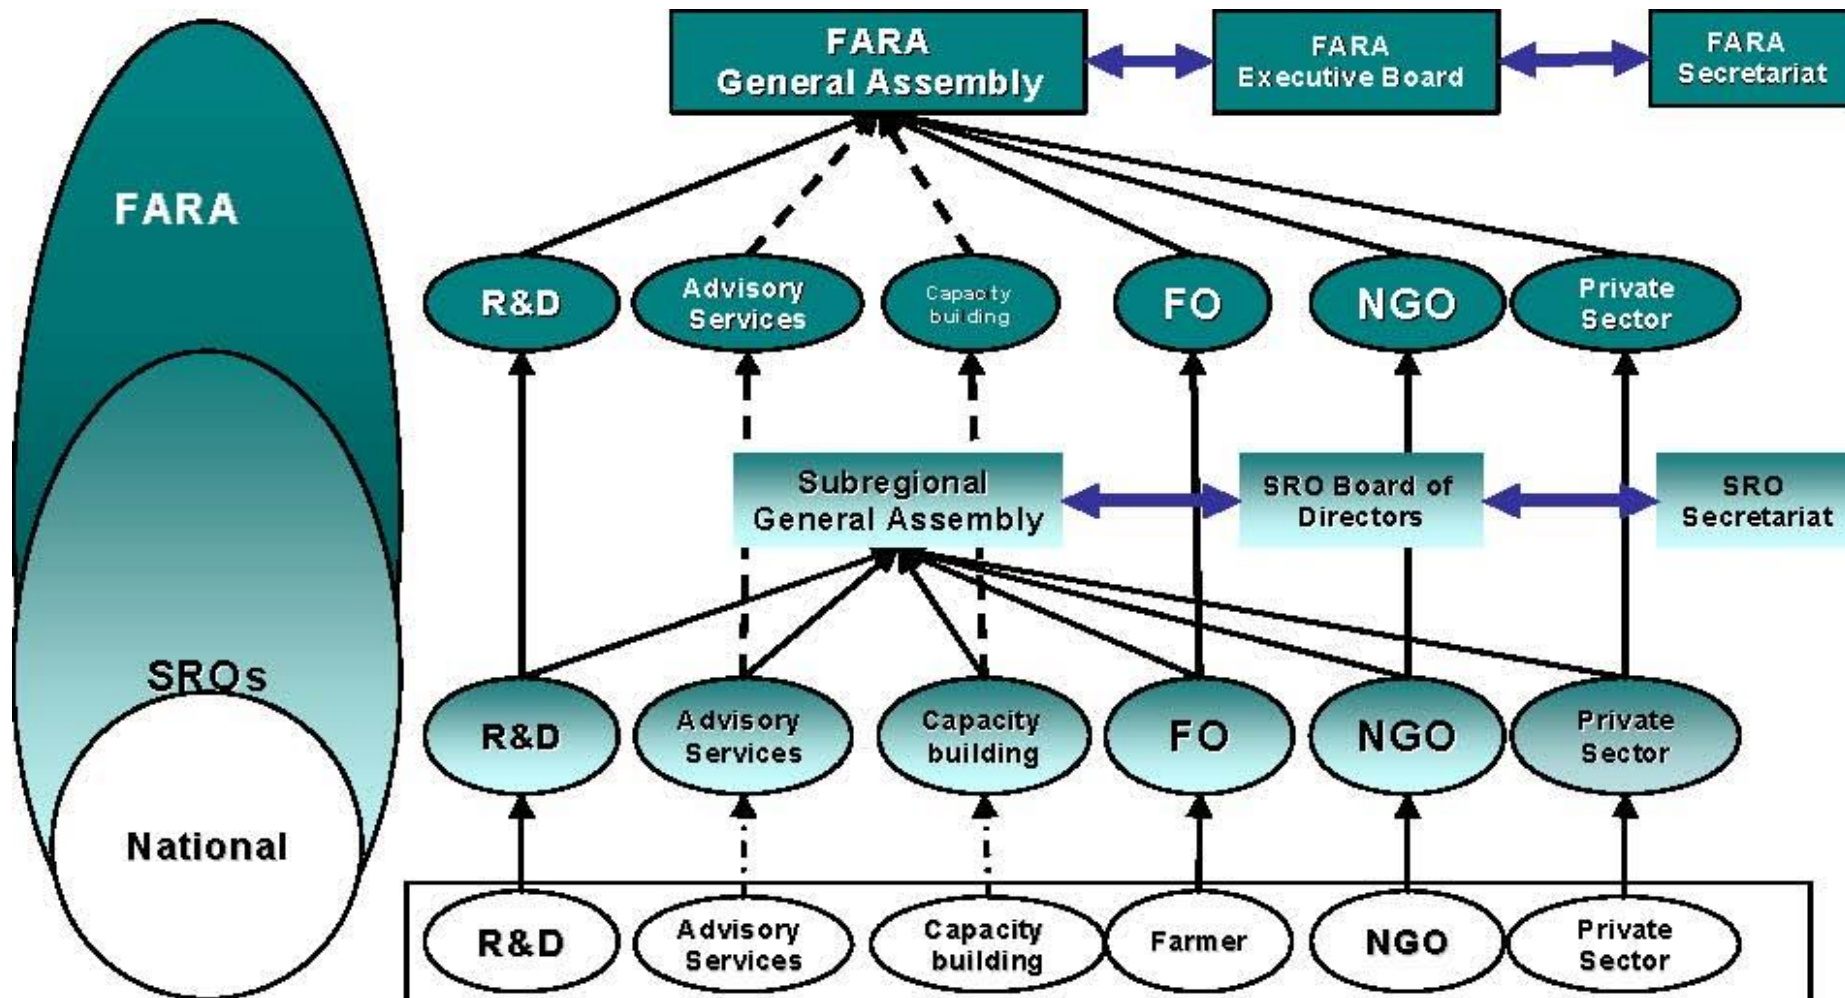 FARA
General Assembly
FARA
Executive Board
FARA
Secretariat
FARA
R&D
Advisory
Services
Capacity
building
FO
NGO
Private
Sector
Subregional
General Assembly
SRO Board of
Directors
SRO
Secretariat
SROs
R&D
Advisory
Services
Capacity
building
FO
NGO
Private
Sector
National
R&D
Advisory
Services
Capacity
building
Farmer
NGO
Private
Sector